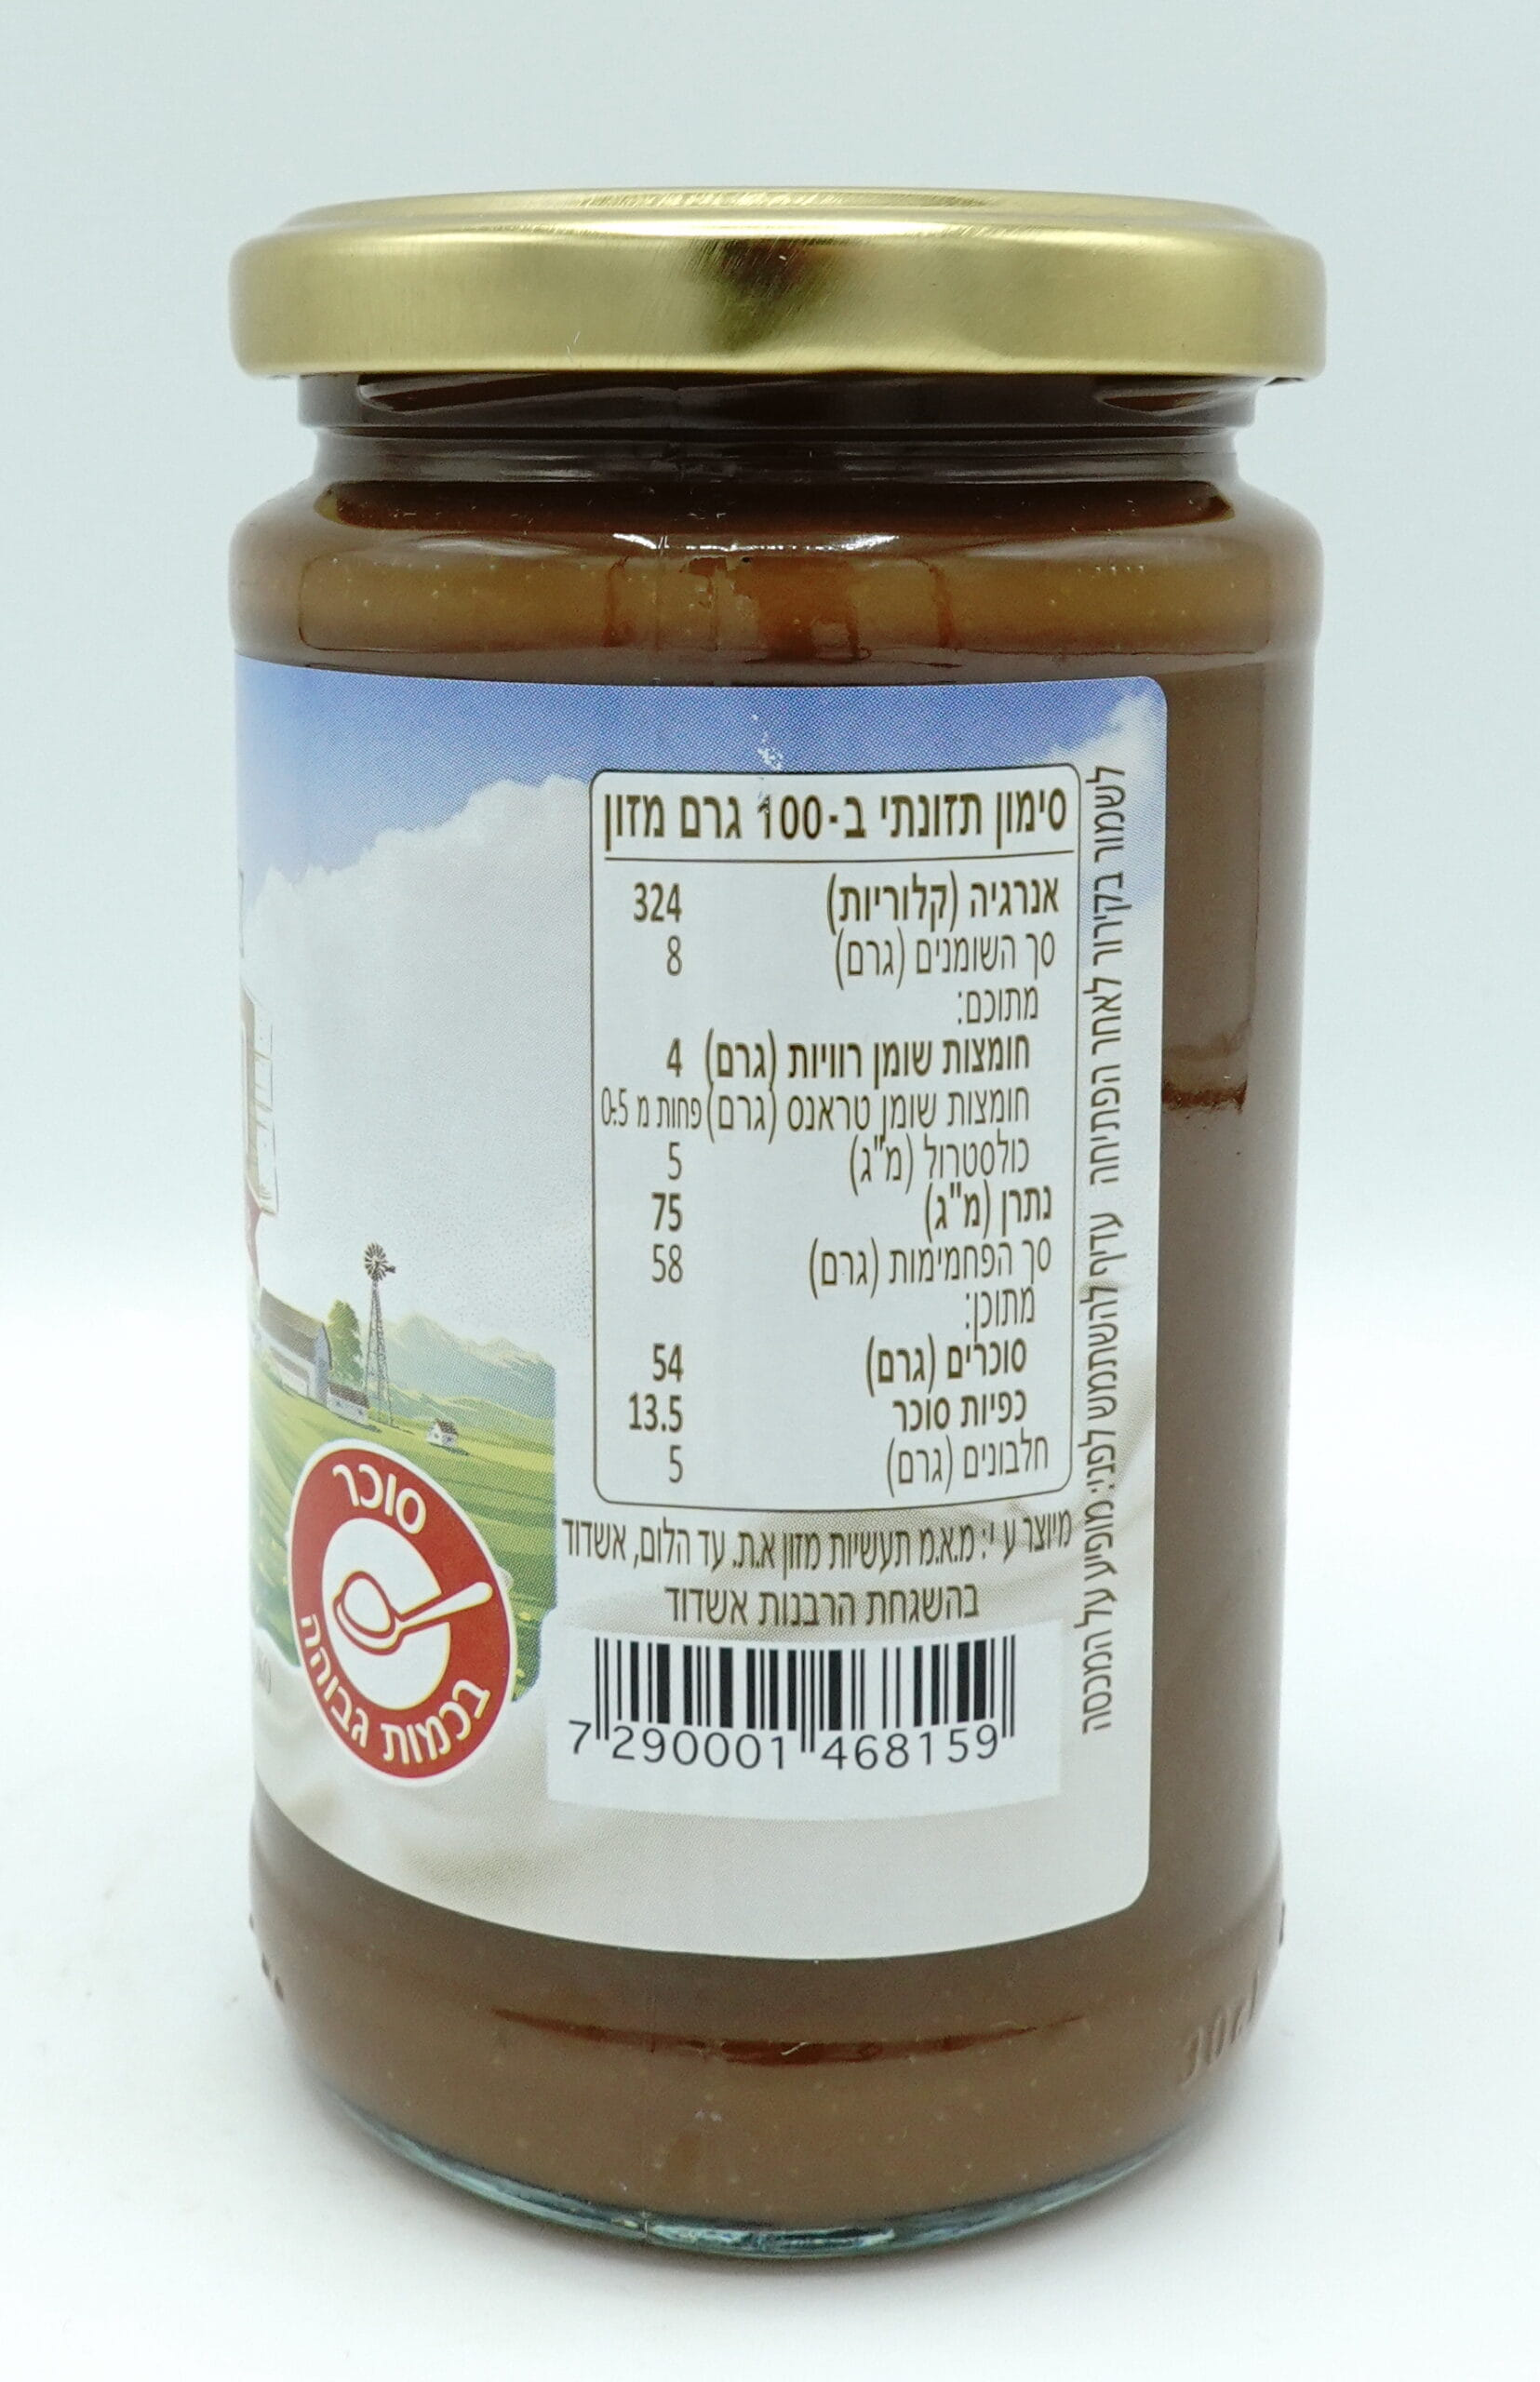 סימון תזונתי ב-100 גרם מזון
אנרגיה (קלוריות) 324
סך השומנים (גרם) 8
מתוכם:
חומצות שומן רוויות (גרם) 4
חומצות שומן טראנס (גרם) פחות מ 0.5
כולסטרול (מ"ג) 5
נתרן (מ"ג) 75
סך הפחמימות (גרם) 58
מתוכן:
סוכרים (גרם) 54
כפיות סוכר 13.5
חלבונים (גרם) 5
מיוצר ע"י: מ.א.מ תעשיות מזון א.ת. עד הלום, אשדוד
בהשגחת הרבנות אשדוד
7 290001 468159
לשמור בקירור לאחר הפתיחה עדיף להשתמש לפני: מופיע על המכסה
סוכר
בכמות גבוהה